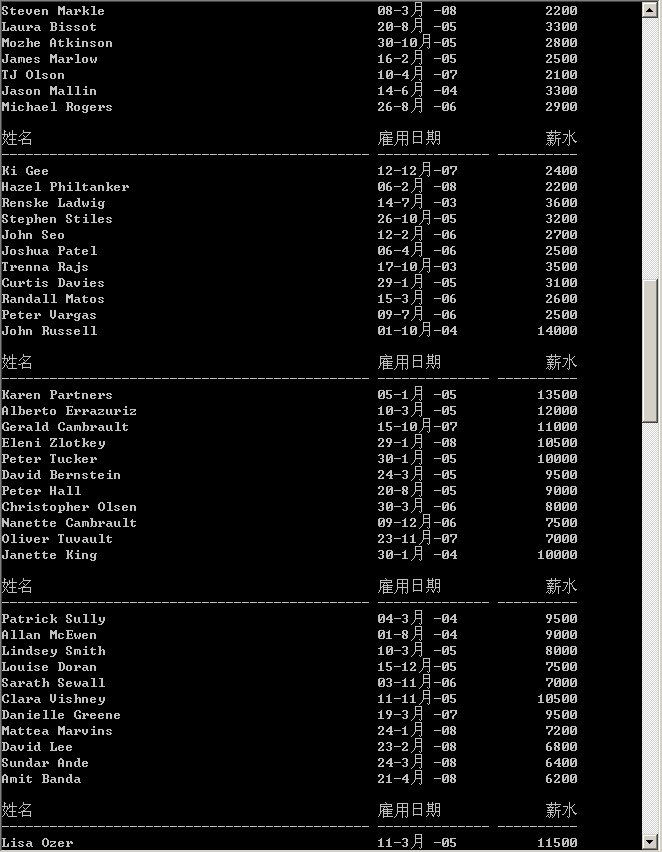 Steven Markle 08-3月 -08 2200
Laura Bissot 20-8月 -05 3300
Mozhe Atkinson 30-10月-05 2800
James Marlow 16-2月 -05 2500
TJ Olson 10-4月 -07 2100
Jason Mallin 14-6月 -04 3300
Michael Rogers 26-8月 -06 2900
姓名 雇用日期 薪水
Ki Gee 12-12月-07 2400
Hazel Philtanker 06-2月 -08 2200
Renske Ladwig 14-7月 -03 3600
Stephen Stiles 26-10月-05 3200
John Seo 12-2月 -06 2700
Joshua Patel 06-4月 -06 2500
Trenna Rajs 17-10月-03 3500
Curtis Davies 29-1月 -05 3100
Randall Matos 15-3月 -06 2600
Peter Vargas 09-7月 -06 2500
John Russell 01-10月-04 14000
姓名 雇用日期 薪水
Karen Partners 05-1月 -05 13500
Alberto Errazuriz 10-3月 -05 12000
Gerald Cambrault 15-10月-07 11000
Eleni Zlotkey 29-1月 -08 10500
Peter Tucker 30-1月 -05 10000
David Bernstein 24-3月 -05 9500
Peter Hall 20-8月 -05 9000
Christopher Olsen 30-3月 -06 8000
Nanette Cambrault 09-12月-06 7500
Oliver Tuvault 23-11月-07 7000
Janette King 30-1月 -04 10000
姓名 雇用日期 薪水
Patrick Sully 04-3月 -04 9500
Allan McEwen 01-8月 -04 9000
Lindsey Smith 10-3月 -05 8000
Louise Doran 15-12月-05 7500
Sarath Sewall 03-11月-06 7000
Clara Vishney 11-11月-05 10500
Danielle Greene 19-3月 -07 9500
Mattea Marvins 24-1月 -08 7200
David Lee 23-2月 -08 6800
Sundar Ande 24-3月 -08 6400
Amit Banda 21-4月 -08 6200
姓名 雇用日期 薪水
Lisa Ozer 11-3月 -05 11500